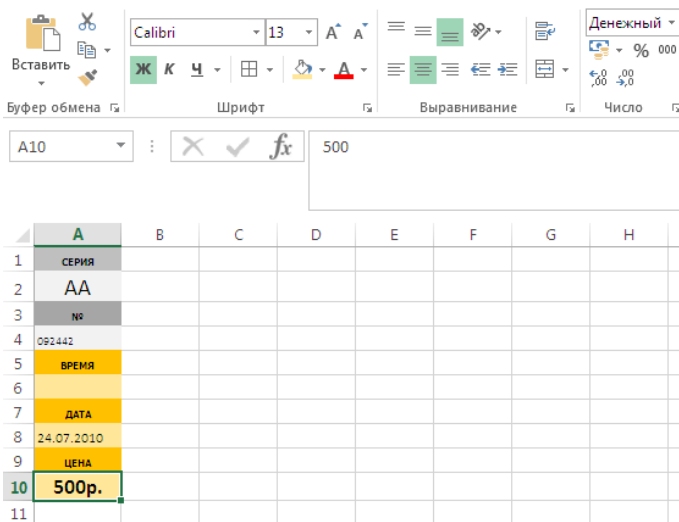 Calibri 13 A A Денежный
Вставить Ж К Ч А % 000
,0 ,00 ,00 ,0
Буфер обмена Шрифт Выравнивание Число
A10 fx 500
A B C D E F G H
1 СЕРИЯ
2 АА
3 №
4 092442
5 ВРЕМЯ
6
7 ДАТА
8 24.07.2010
9 ЦЕНА
10 500р.
11